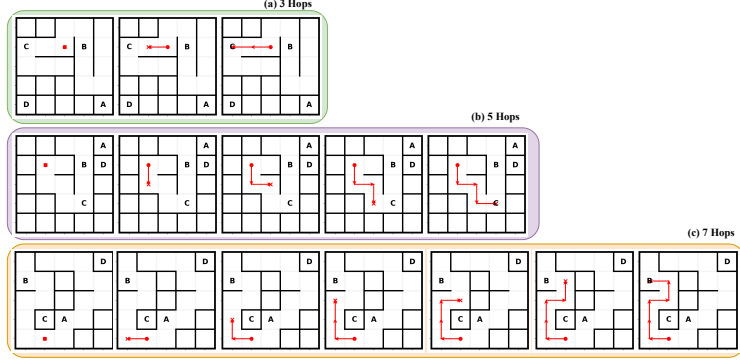 (a) 3 Hops
C B C B C B
D A D A D A
(b) 5 Hops
A A A A A
B D B D B D B D B D
C C C C C
(c) 7 Hops
D D D D D D D
B B B B B B B
C A C A C A C A C A C A C A